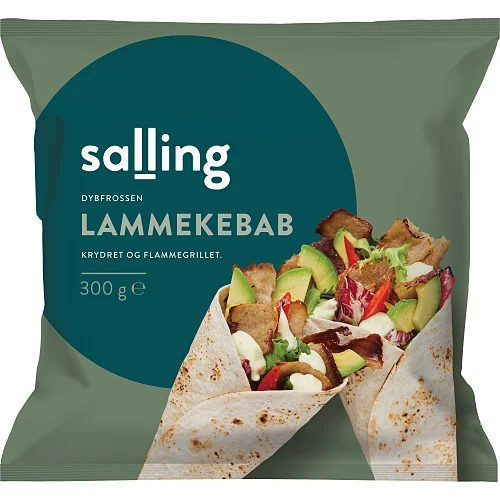 salling
DYBFROSSEN
LAMMEKEBAB
KRYDRET OG FLAMMEGRILLET.
300 g ℮